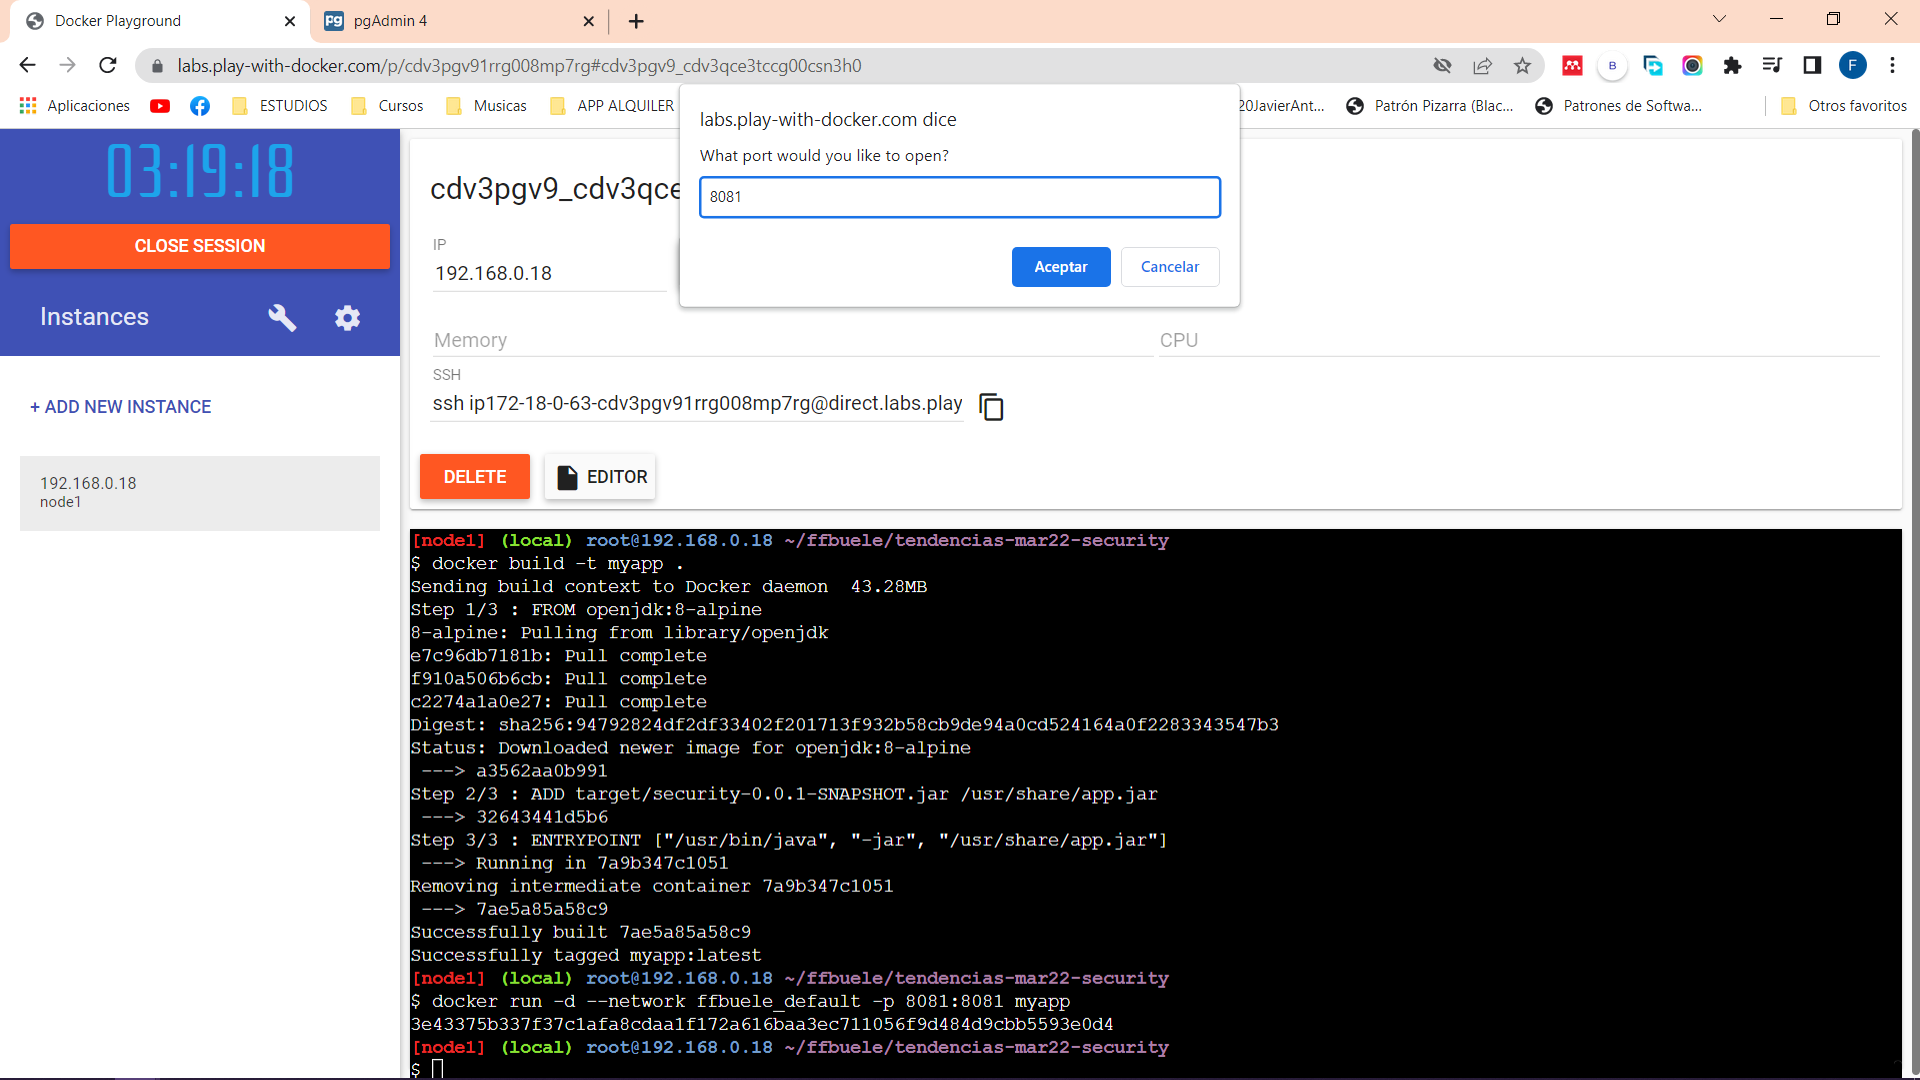 Docker Playground
pgAdmin 4
labs.play-with-docker.com/p/cdv3pgv91rrg008mp7rg#cdv3pgv9_cdv3qce3tccg00csn3h0
B
F
Aplicaciones
ESTUDIOS
Cursos
Musicas
APP ALQUILER
20JavierAnt...
Patrón Pizarra (Blac...
Patrones de Softwa...
Otros favoritos
labs.play-with-docker.com dice
What port would you like to open?
8081
Aceptar
Cancelar
03:19:18
CLOSE SESSION
Instances
+ ADD NEW INSTANCE
192.168.0.18
node1
cdv3pgv9_cdv3qce
IP
192.168.0.18
Memory
CPU
SSH
ssh ip172-18-0-63-cdv3pgv91rrg008mp7rg@direct.labs.play
DELETE
EDITOR
[node1] (local) root@192.168.0.18 ~/ffbuele/tendencias-mar22-security
$ docker build -t myapp .
Sending build context to Docker daemon  43.28MB
Step 1/3 : FROM openjdk:8-alpine
8-alpine: Pulling from library/openjdk
e7c96db7181b: Pull complete
f910a506b6cb: Pull complete
c2274a1a0e27: Pull complete
Digest: sha256:94792824df2df33402f201713f932b58cb9de94a0cd524164a0f2283343547b3
Status: Downloaded newer image for openjdk:8-alpine
 ---> a3562aa0b991
Step 2/3 : ADD target/security-0.0.1-SNAPSHOT.jar /usr/share/app.jar
 ---> 32643441d5b6
Step 3/3 : ENTRYPOINT ["/usr/bin/java", "-jar", "/usr/share/app.jar"]
 ---> Running in 7a9b347c1051
Removing intermediate container 7a9b347c1051
 ---> 7ae5a85a58c9
Successfully built 7ae5a85a58c9
Successfully tagged myapp:latest
[node1] (local) root@192.168.0.18 ~/ffbuele/tendencias-mar22-security
$ docker run -d --network ffbuele_default -p 8081:8081 myapp
3e43375b337f37c1afa8cdaa1f172a616baa3ec711056f9d484d9cbb5593e0d4
[node1] (local) root@192.168.0.18 ~/ffbuele/tendencias-mar22-security
$